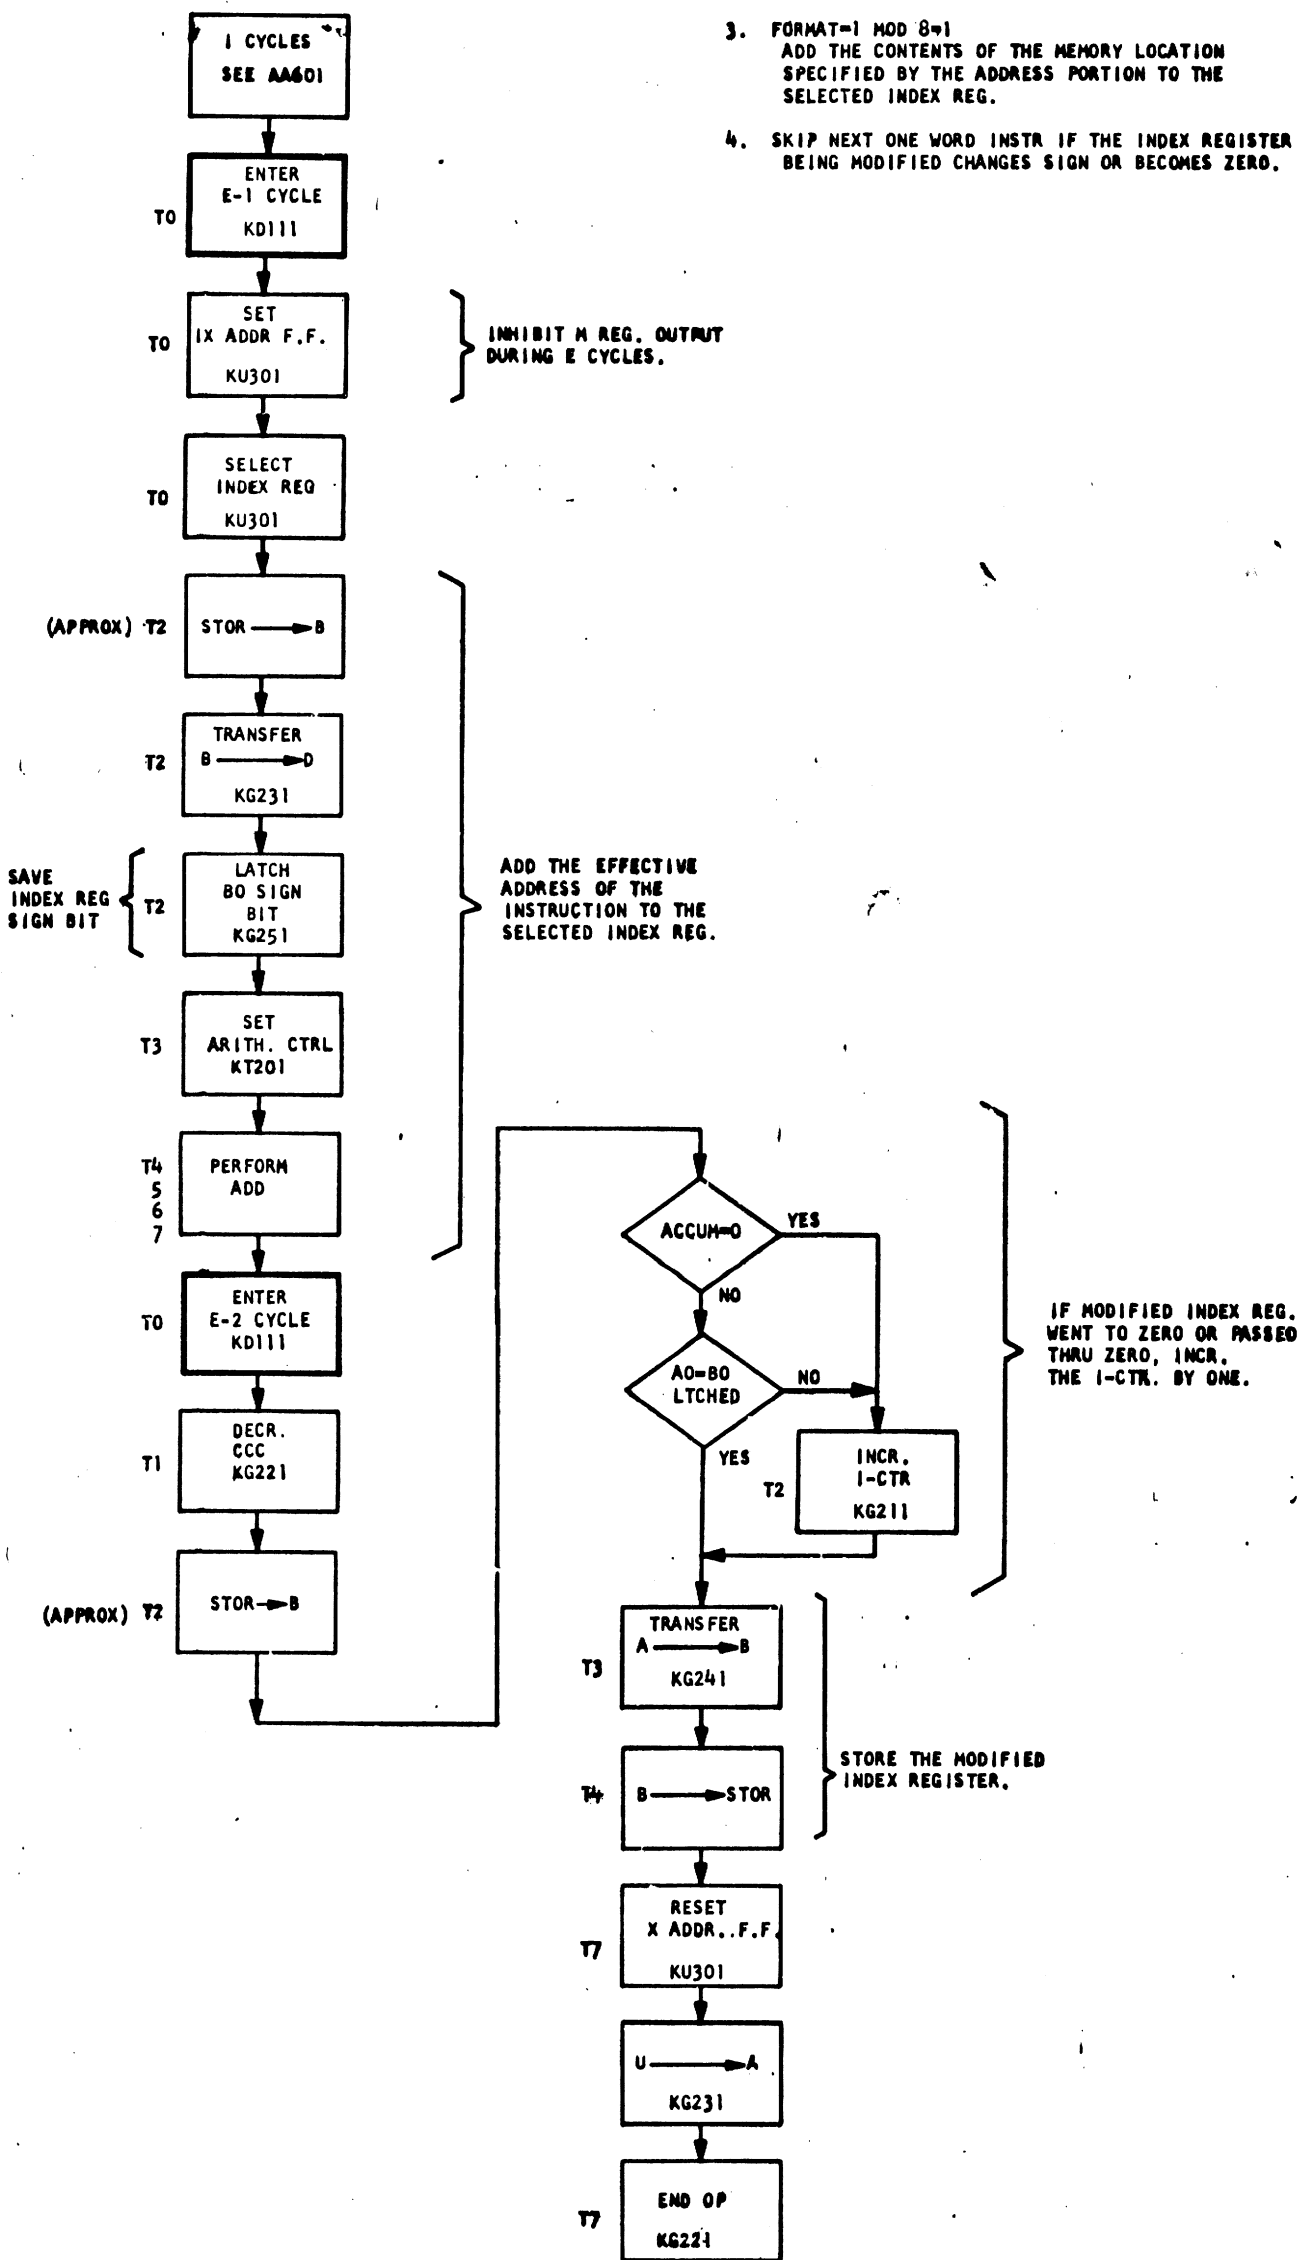 3. FORMAT=1 MOD 8=1
ADD THE CONTENTS OF THE MEMORY LOCATION
SPECIFIED BY THE ADDRESS PORTION TO THE
SELECTED INDEX REG.
4. SKIP NEXT ONE WORD INSTR IF THE INDEX REGISTER
BEING MODIFIED CHANGES SIGN OR BECOMES ZERO.
I CYCLES
SEE AA601
ENTER
E-1 CYCLE
KD111
T0
SET
IX ADDR F.F.
KU301
T0
INHIBIT M REG. OUTPUT
DURING E CYCLES.
SELECT
INDEX REG
KU301
T0
(APPROX) T2
STOR B
TRANSFER
B D
KG231
T2
SAVE
INDEX REG
SIGN BIT
T2
LATCH
B0 SIGN
BIT
KG251
ADD THE EFFECTIVE
ADDRESS OF THE
INSTRUCTION TO THE
SELECTED INDEX REG.
T3
SET
ARITH. CTRL
KT201
T4
5
6
7
PERFORM
ADD
T0
ENTER
E-2 CYCLE
KD111
T1
DECR.
CCC
KG221
(APPROX) T2
STOR B
ACCUM=0
YES
NO
A0=B0
LTCHED
NO
YES
T2
INCR.
I-CTR
KG211
IF MODIFIED INDEX REG.
WENT TO ZERO OR PASSED
THRU ZERO, INCR.
THE I-CTR. BY ONE.
T3
TRANSFER
A B
KG241
T4
B STOR
STORE THE MODIFIED
INDEX REGISTER.
T7
RESET
X ADDR..F.F.
KU301
U A
KG231
T7
END OP
KG221